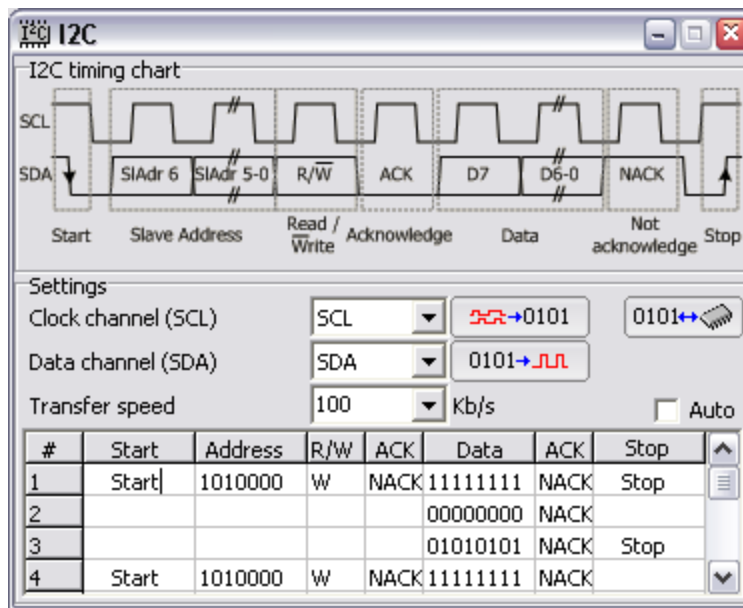 I²C I2C
I2C timing chart
SCL
SDA SlAdr 6 SlAdr 5-0 R/W̅ ACK D7 D6-0 NACK
Start Slave Address Read / W̅rite Acknowledge Data Not acknowledge Stop
Settings
Clock channel (SCL) SCL →0101 0101↔
Data channel (SDA) SDA 0101→
Transfer speed 100 Kb/s Auto
# Start Address R/W ACK Data ACK Stop
1 Start 1010000 W NACK 11111111 NACK Stop
2 00000000 NACK
3 01010101 NACK Stop
4 Start 1010000 W NACK 11111111 NACK